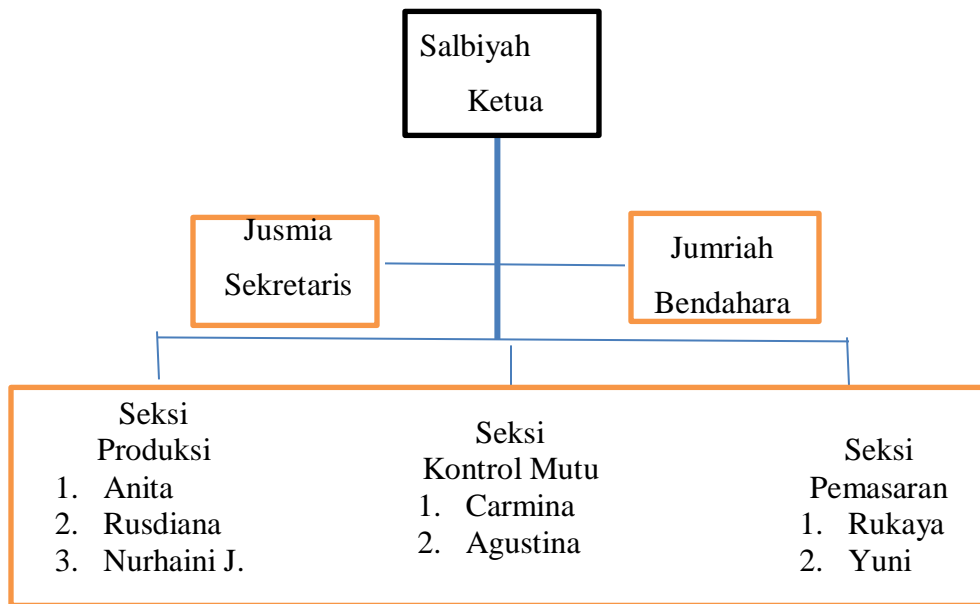 Salbiyah
Ketua
Jusmia
Sekretaris
Jumriah
Bendahara
Seksi
Produksi
1. Anita
2. Rusdiana
3. Nurhaini J.
Seksi
Kontrol Mutu
1. Carmina
2. Agustina
Seksi
Pemasaran
1. Rukaya
2. Yuni